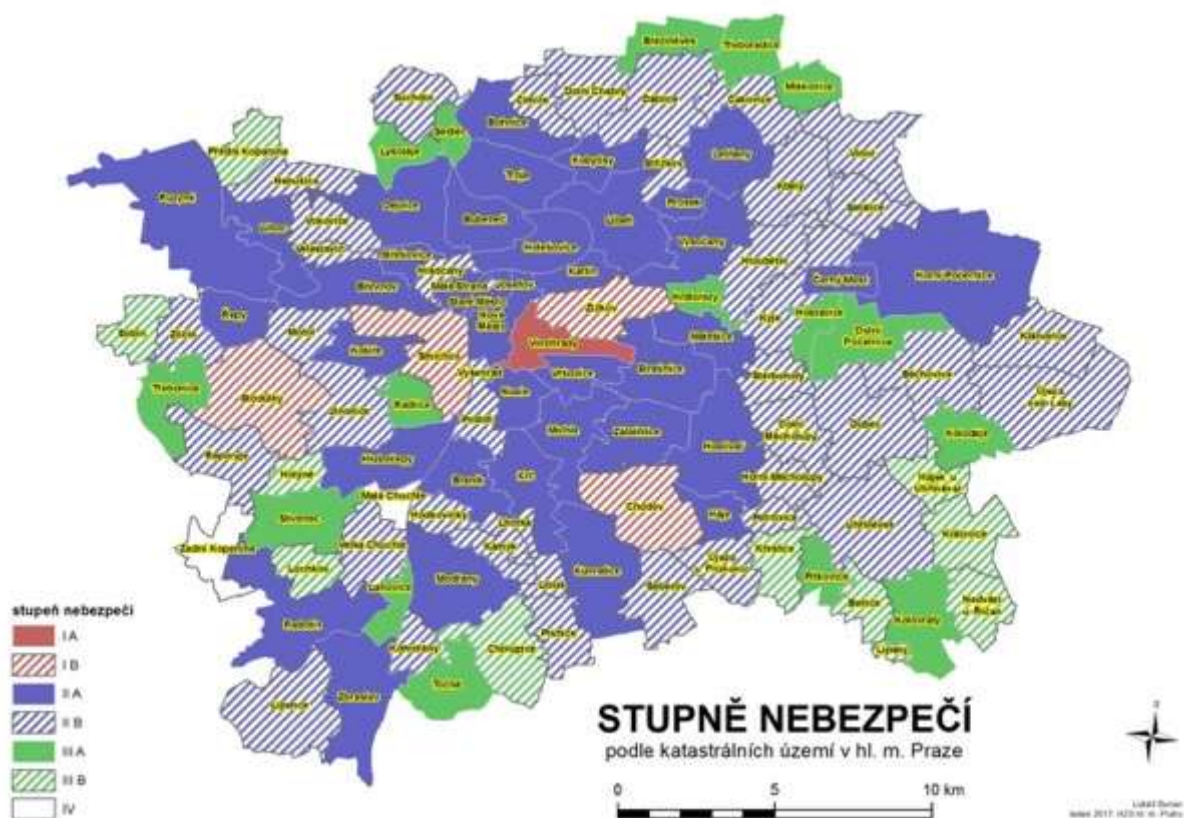 Březiněves
Třeboradice
Miškovice
Suchdol
Čimice
Dolní Chabry
Ďáblice
Čakovice
Bohnice
Sedlec
Lysolaje
Přední Kopanina
Nebušice
Ruzyně
Liboc
Vokovice
Veleslavín
Dejvice
Bubeneč
Troja
Kobylisy
Střížkov
Letňany
Vinoř
Kbely
Satalice
Prosek
Libeň
Vysočany
Holešovice
Karlín
Střešovice
Hradčany
Malá Strana
Josefov
Staré Město
Nové
Město
Břevnov
Hloubětín
Černý Most
Horní Počernice
Žižkov
Hrdlořezy
Hostavice
Dolní
Počernice
Kyje
Klánovice
Řepy
Motol
Košíře
Smíchov
Vinohrady
Malešice
Sobín
Zličín
Vyšehrad
Vršovice
Strašnice
Štěrboholy
Běchovice
Újezd
nad Lesy
Třebonice
Stodůlky
Jinonice
Radlice
Nusle
Podolí
Michle
Záběhlice
Hostivař
Dolní
Měcholupy
Dubeč
Koloděje
Řeporyje
Hlubočepy
Holyně
Braník
Krč
Horní Měcholupy
Hájek u
Uhříněvsi
Malá Chuchle
Hodkovičky
Lhotka
Chodov
Háje
Petrovice
Uhříněves
Královice
Slivenec
Zadní Kopanina
Velká Chuchle
Kamýk
Lochkov
Lahovice
Modřany
Libuš
Kunratice
Šeberov
Újezd
u Průhonic
Křeslice
Pitkovice
Benice
Kolovraty
Nedvězí
u Říčan
Lipany
Radotín
Komořany
Cholupice
Písnice
Točná
Lipence
Zbraslav
stupeň nebezpečí
I A
I B
II A
II B
III A
III B
IV
STUPNĚ NEBEZPEČÍ
podle katastrálních území v hl. m. Praze
0 5 10 km